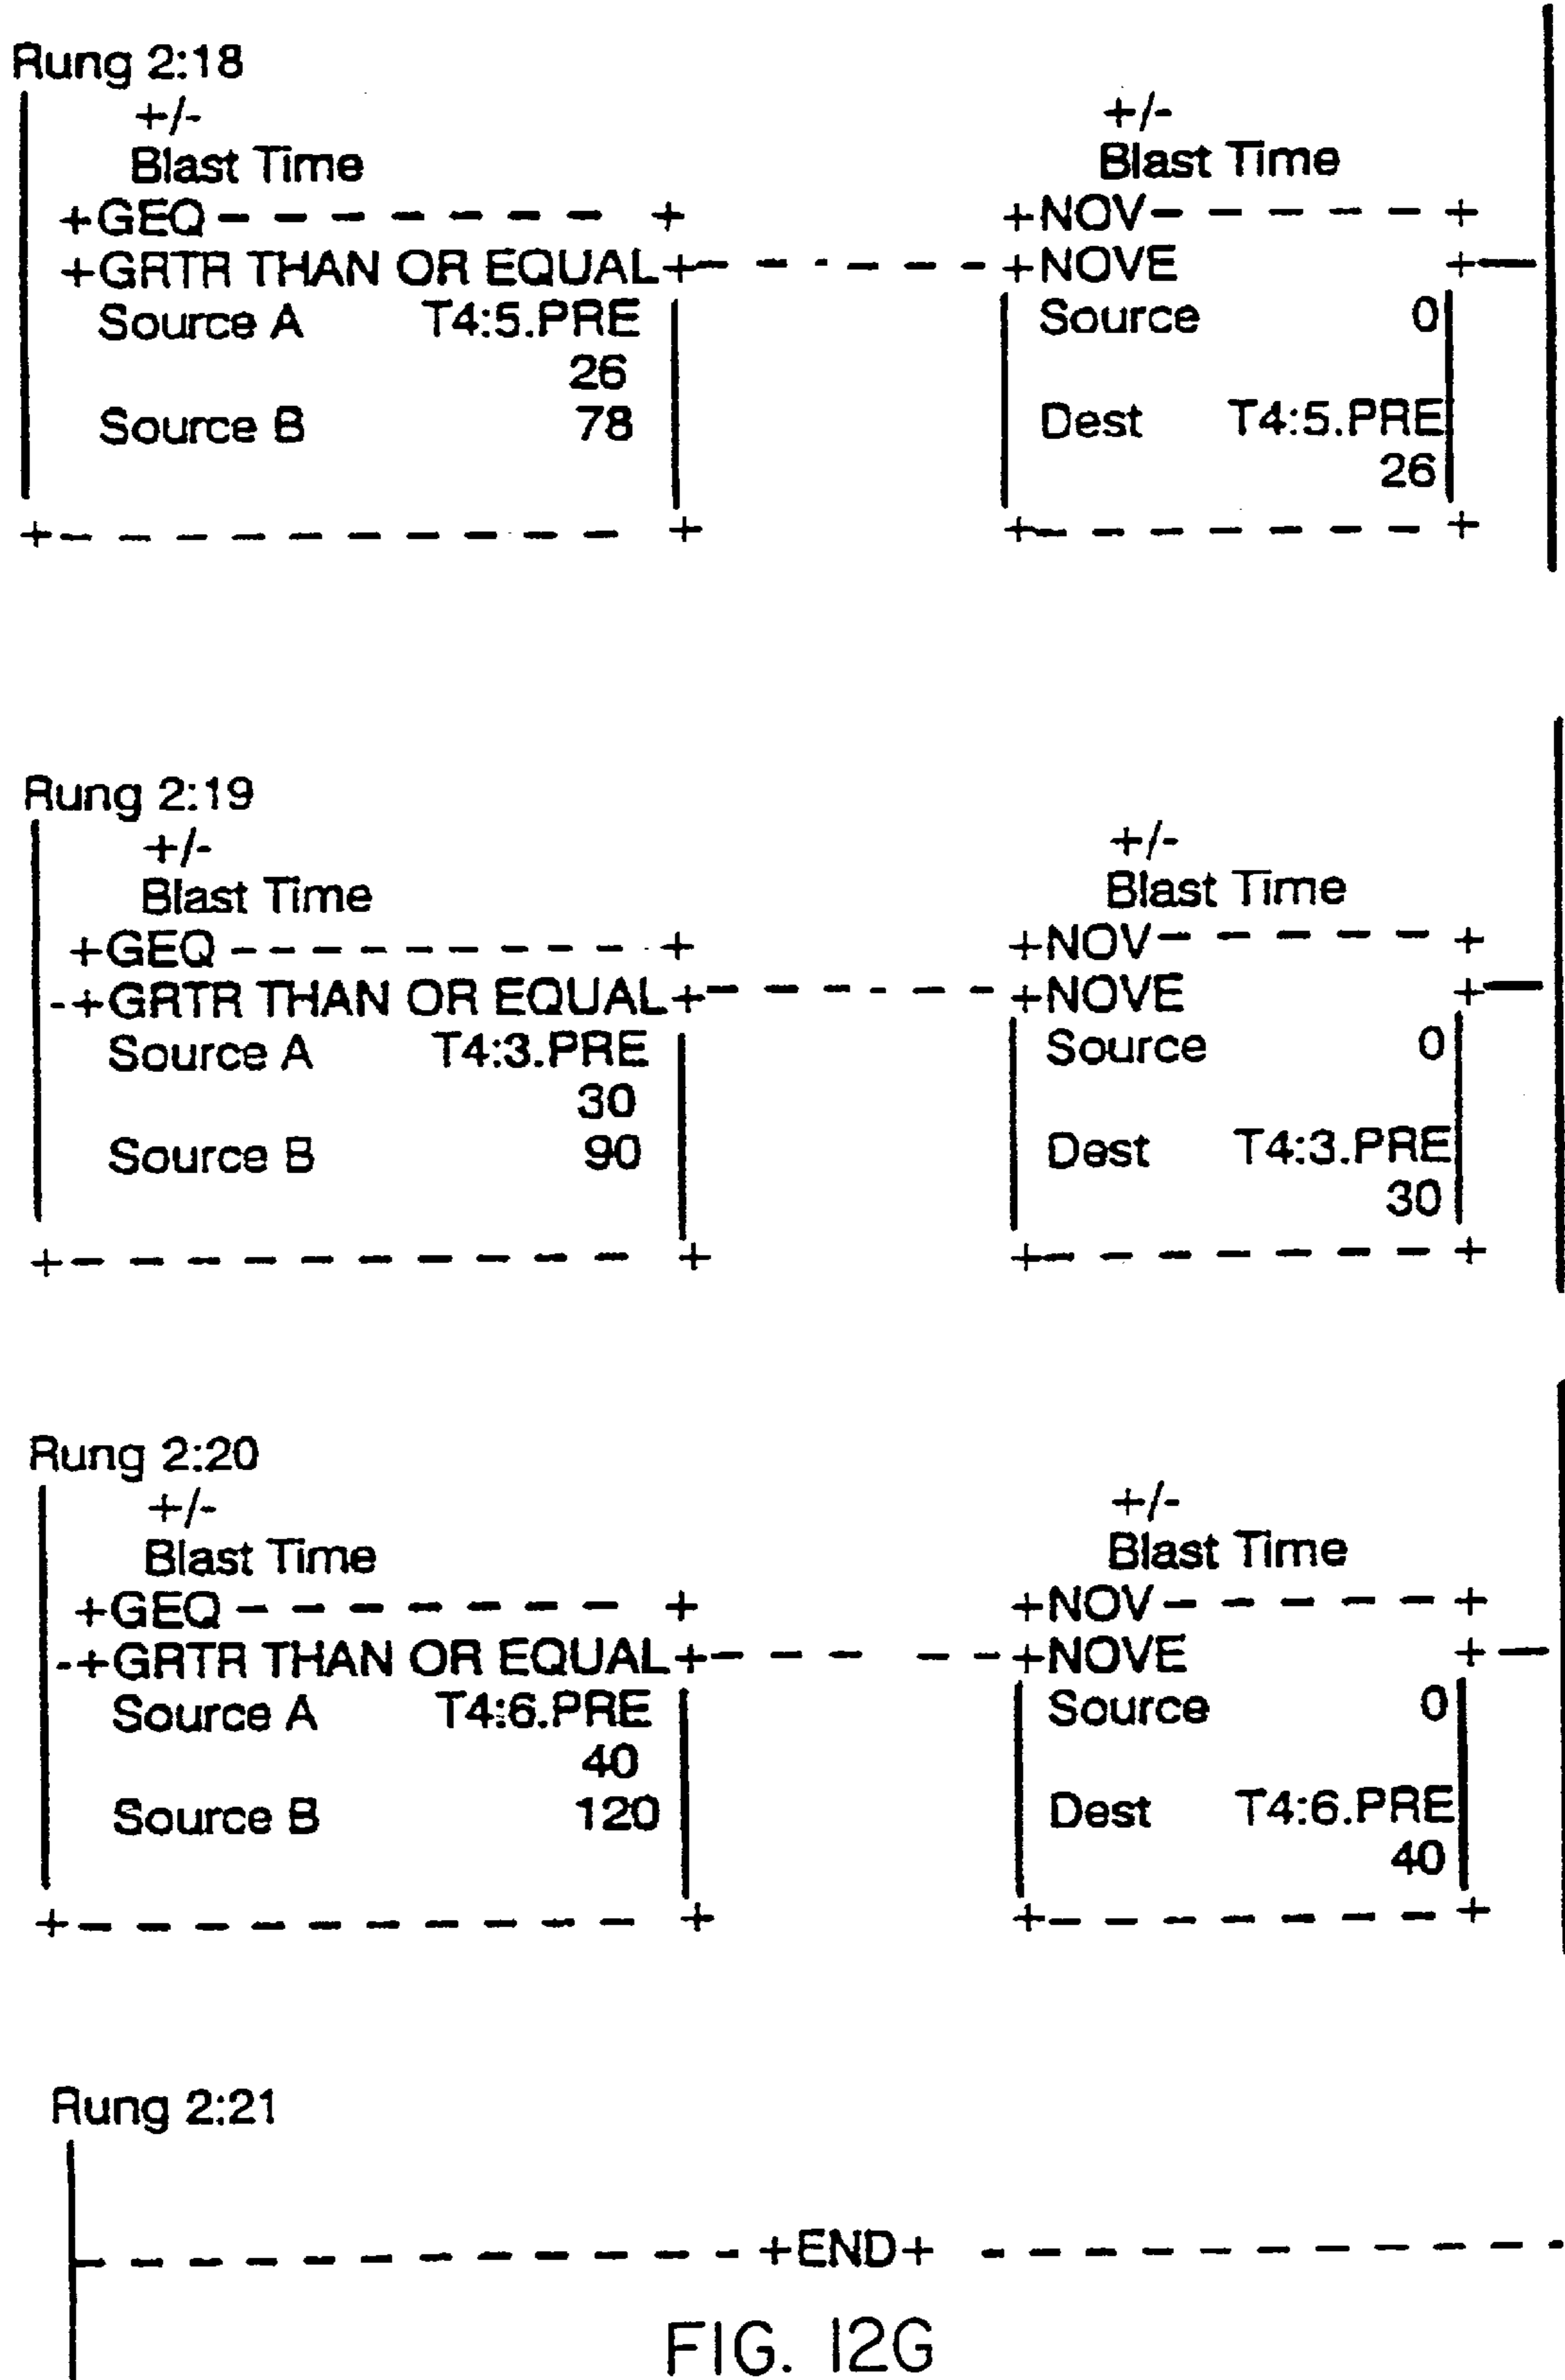 Rung 2:18
+/- +/-
Blast Time Blast Time
+GEQ - - - - - - - + +NOV - - - - - +
+GRTR THAN OR EQUAL+- - - - - - -+NOVE +-
Source A T4:5.PRE Source 0
26
Source B 78 Dest T4:5.PRE
26
+- - - - - - - - - - + +- - - - - - - +
Rung 2:19
+/- +/-
Blast Time Blast Time
+GEQ - - - - - - - - + +NOV - - - - - +
-+GRTR THAN OR EQUAL+- - - - - - -+NOVE +-
Source A T4:3.PRE Source 0
30
Source B 90 Dest T4:3.PRE
30
+- - - - - - - - - - + +- - - - - - - +
Rung 2:20
+/- +/-
Blast Time Blast Time
+GEQ - - - - - - - + +NOV - - - - - +
-+GRTR THAN OR EQUAL+- - - - -+NOVE +-
Source A T4:6.PRE Source 0
40
Source B 120 Dest T4:6.PRE
40
+- - - - - - - - - - + +- - - - - - - +
Rung 2:21
- - - - - - - - - - - - +END+ - - - - - - - - - - -
FIG. 12G